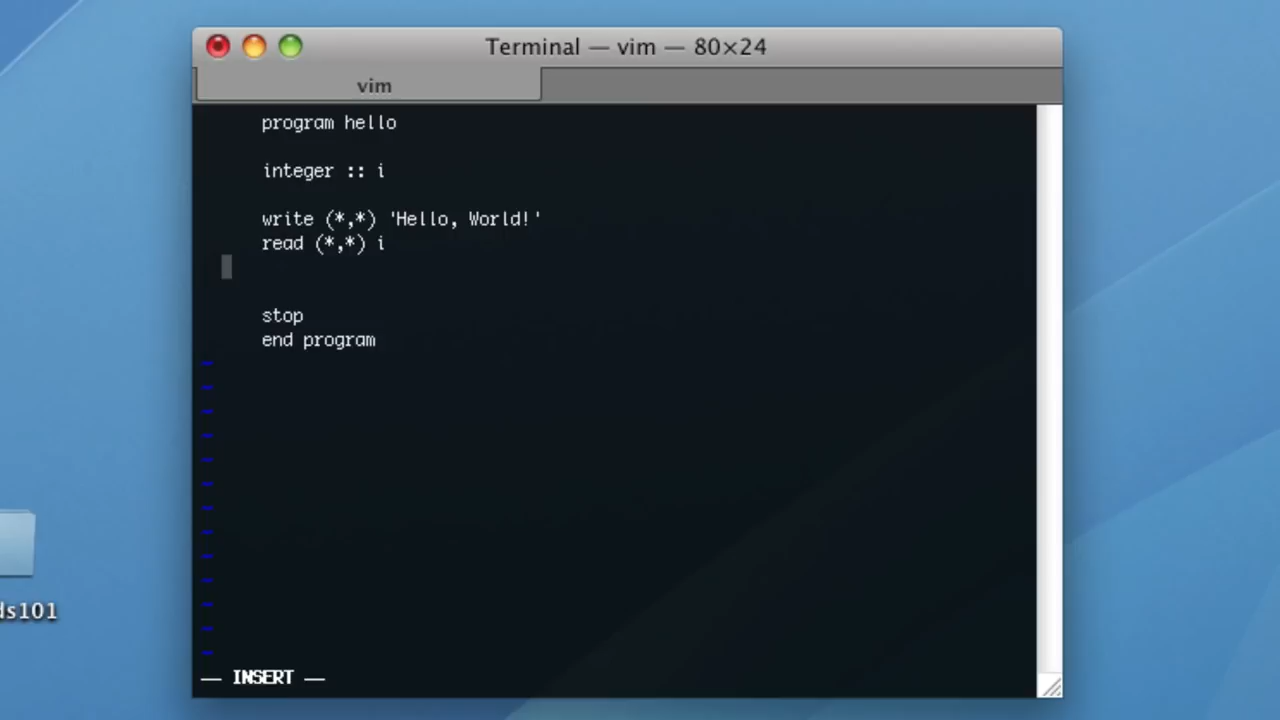 Terminal — vim — 80×24
vim
program hello
integer :: i
write (*,*) 'Hello, World!'
read (*,*) i
stop
end program
~
~
~
~
~
~
~
~
~
~
~
~
~
ds101
— INSERT —